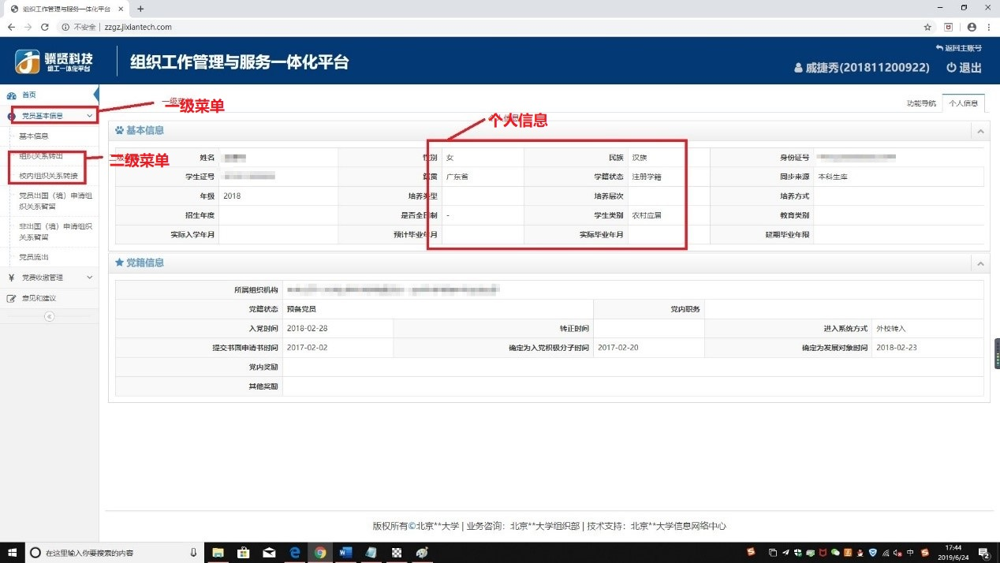 组织工作管理与服务一体化平台
不安全 | zzgz.jixiantech.com
骥贤科技
组工一体化平台
组织工作管理与服务一体化平台
返回主账号
戚捷秀(201811200922)
退出
首页
党员基本信息
基本信息
组织关系转出
校内组织关系转接
党员出国（境）申请组
织关系暂留
非出国（境）申请组织
关系暂留
党员流出
党费收缴管理
意见和建议
一级菜单
二级菜单
个人信息
功能导航 个人信息
基本信息
姓名 性别 女 民族 汉族 身份证号
学生证号 籍贯 广东省 学籍状态 注册学籍 同步来源 本科生库
年级 2018 培养类型 培养层次 培养方式
招生年度 是否全日制 - 学生类别 农村应届 教育类别
实际入学年月 预计毕业年月 实际毕业年月 延期毕业年限
党籍信息
所属组织机构
党籍状态 预备党员 党内职务
入党时间 2018-02-28 转正时间 进入系统方式 外校转入
提交书面申请书时间 2017-02-02 确定为入党积极分子时间 2017-02-20 确定为发展对象时间 2018-02-23
党内奖励
其他奖励
版权所有©北京**大学 | 业务咨询：北京**大学组织部 | 技术支持：北京**大学信息网络中心
在这里输入你要搜索的内容
中
17:44
2019/6/24
2